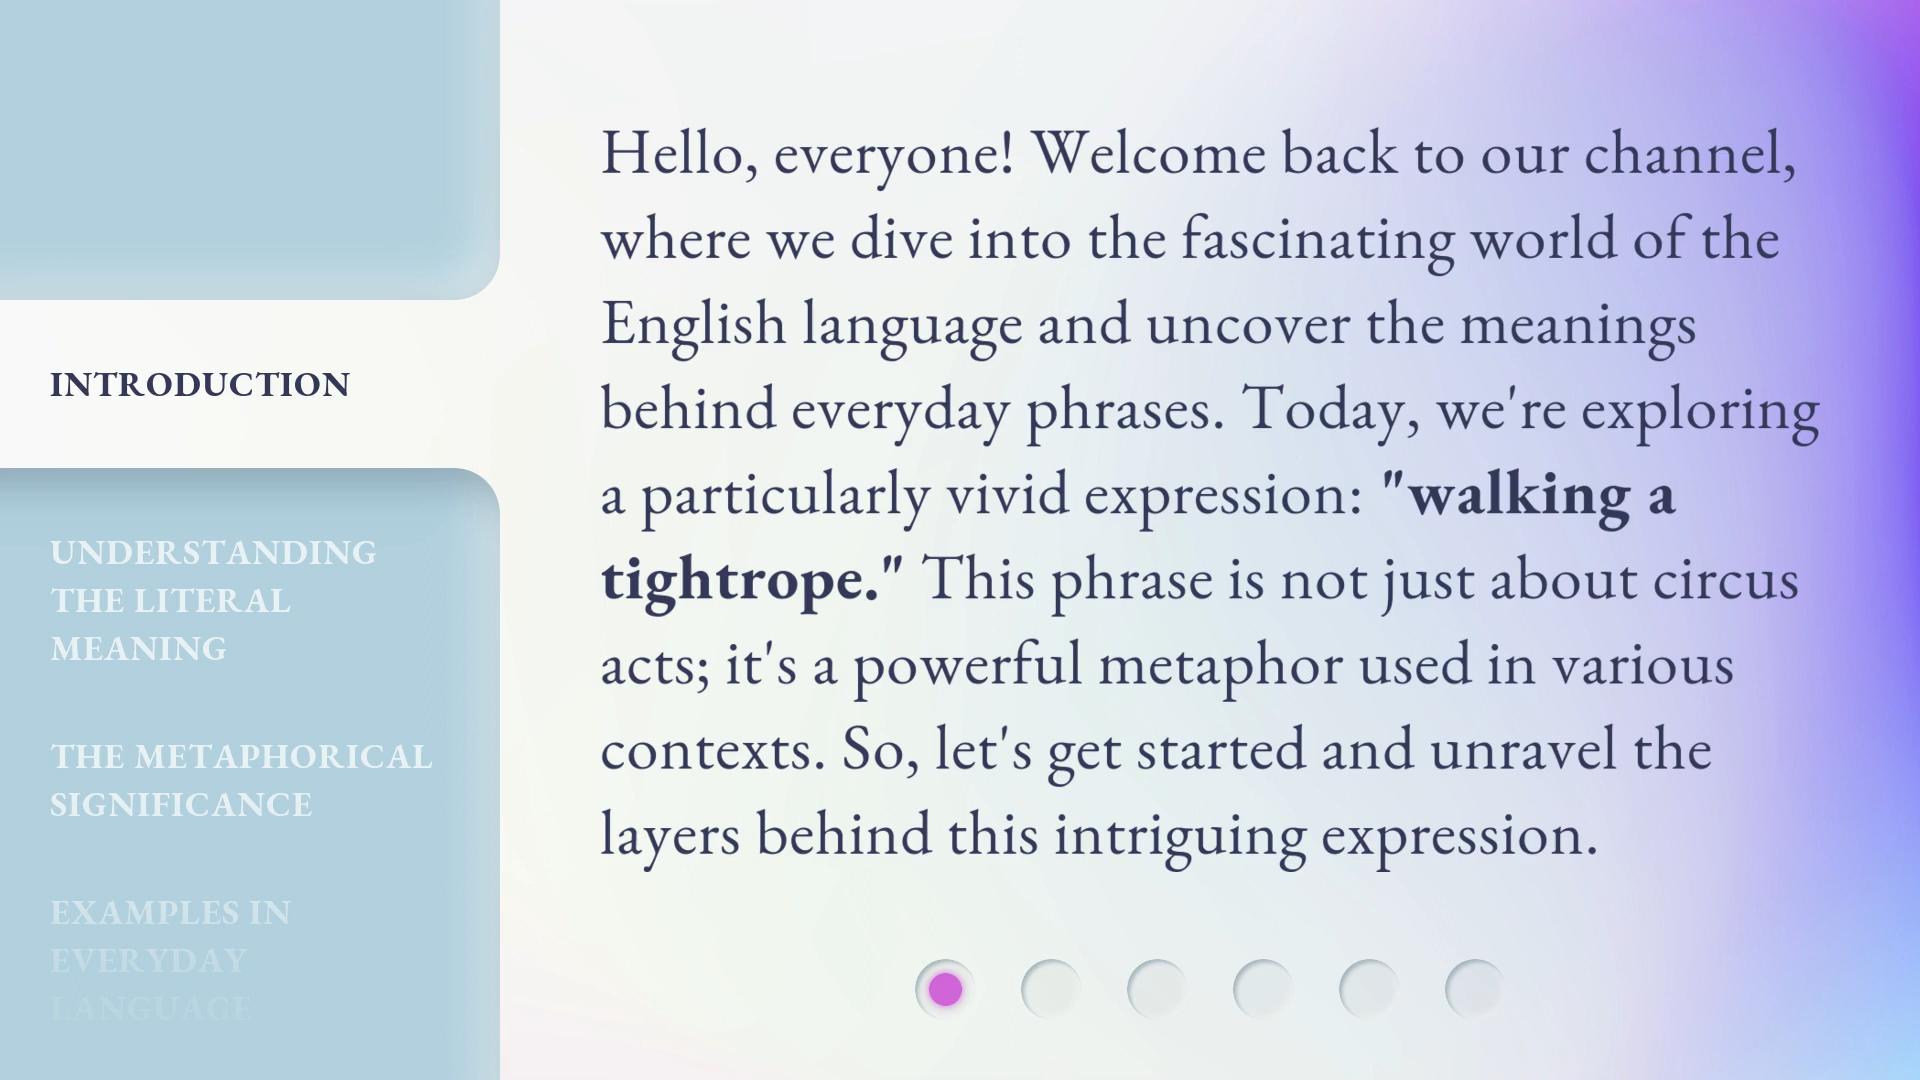 INTRODUCTION
UNDERSTANDING
THE LITERAL
MEANING
THE METAPHORICAL
SIGNIFICANCE
EXAMPLES IN
EVERYDAY
LANGUAGE
Hello, everyone! Welcome back to our channel,
where we dive into the fascinating world of the
English language and uncover the meanings
behind everyday phrases. Today, we're exploring
a particularly vivid expression: "walking a
tightrope." This phrase is not just about circus
acts; it's a powerful metaphor used in various
contexts. So, let's get started and unravel the
layers behind this intriguing expression.